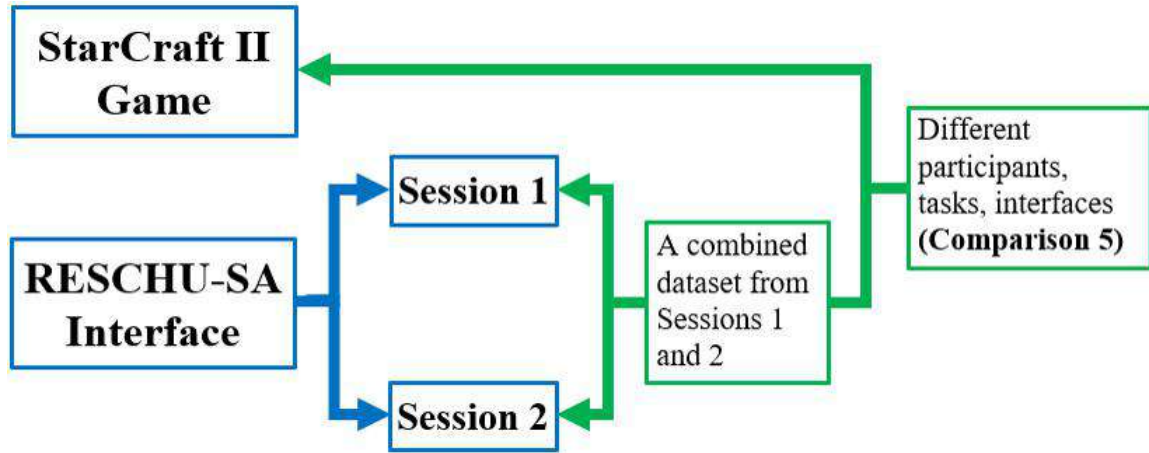 StarCraft II
Game
Different
participants,
tasks, interfaces
(Comparison 5)
Session 1
RESCHU-SA
Interface
A combined
dataset from
Sessions 1
and 2
Session 2